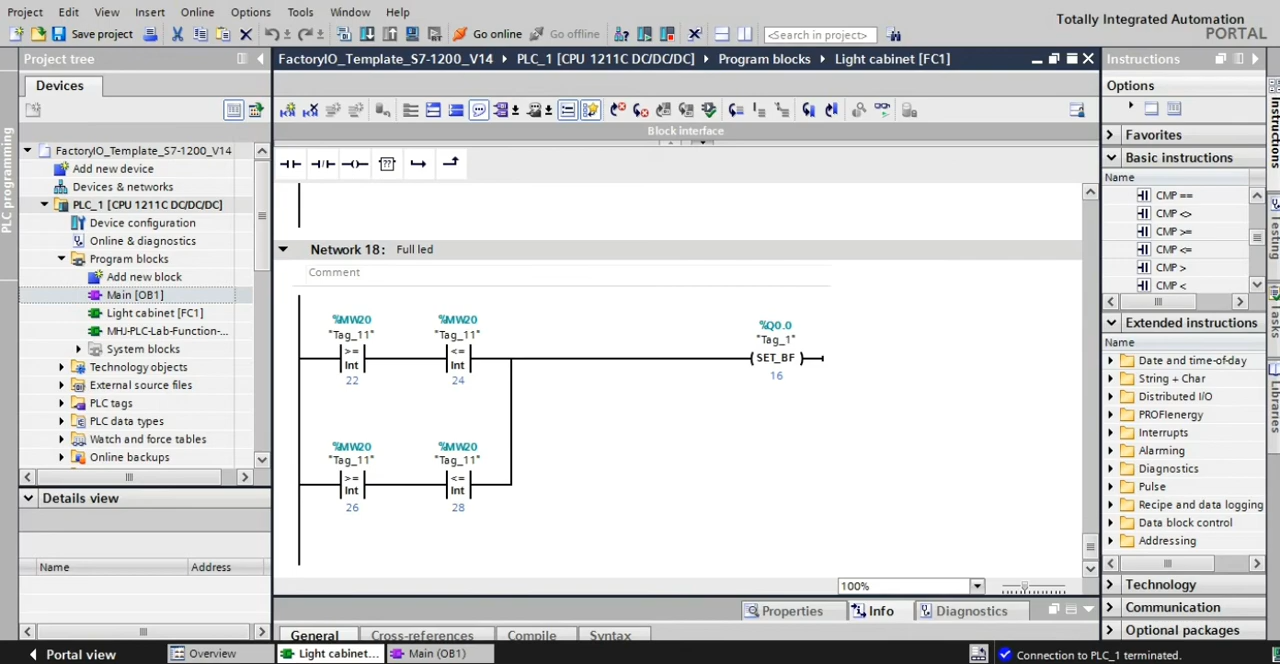 Project Edit View Insert Online Options Tools Window Help
Totally Integrated Automation
PORTAL
Save project
Go online
Go offline
<Search in project>
Project tree
FactoryIO_Template_S7-1200_V14 PLC_1 [CPU 1211C DC/DC/DC] Program blocks Light cabinet [FC1]
Instructions
Devices
Options
Block interface
Favorites
Basic instructions
Name
CMP ==
CMP <>
CMP >=
CMP <=
CMP >
CMP <
Extended instructions
Name
Date and time-of-day
String + Char
Distributed I/O
PROFIenergy
Interrupts
Alarming
Diagnostics
Pulse
Recipe and data logging
Data block control
Addressing
Technology
Communication
Optional packages
PLC programming
FactoryIO_Template_S7-1200_V14
Add new device
Devices & networks
PLC_1 [CPU 1211C DC/DC/DC]
Device configuration
Online & diagnostics
Program blocks
Add new block
Main [OB1]
Light cabinet [FC1]
MHJ-PLC-Lab-Function-...
System blocks
Technology objects
External source files
PLC tags
PLC data types
Watch and force tables
Online backups
Details view
Name Address
Network 18: Full led
Comment
%MW20 %MW20 %Q0.0
"Tag_11" "Tag_11" "Tag_1"
>= <= SET_BF
Int Int
22 24 16
%MW20 %MW20
"Tag_11" "Tag_11"
>= <=
Int Int
26 28
100%
Properties Info Diagnostics
General Cross-references Compile Syntax
Instructions
Testing
Tasks
Libraries
Portal view Overview Light cabinet... Main (OB1) Connection to PLC_1 terminated.